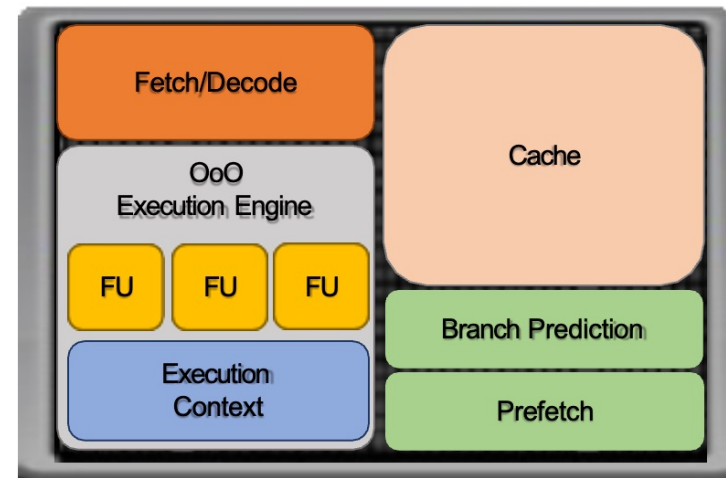 Fetch/Decode
OoO
Execution Engine
FU
FU
FU
Execution
Context
Cache
Branch Prediction
Prefetch